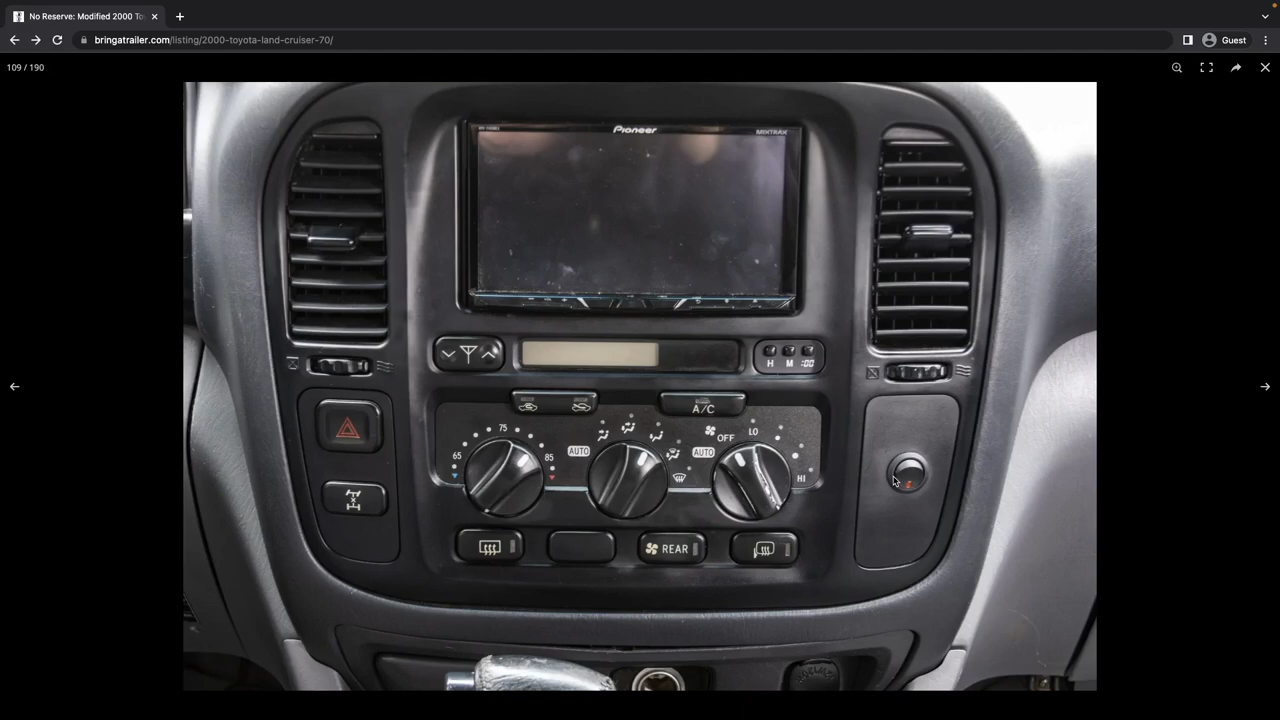 No Reserve: Modified 2000 To
bringatrailer.com/listing/2000-toyota-land-cruiser-70/
Guest
109 / 190
Pioneer
MIXTRAX
H M :00
A/C
75
65
85
AUTO
AUTO
OFF
LO
HI
REAR